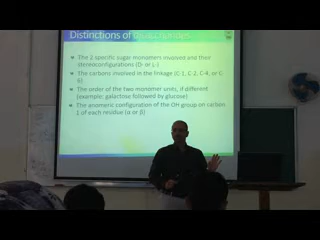 Distinctions of Disaccharides
The 2 specific sugar monomers involved and their
stereoconfigurations (D- or L-)
The carbons involved in the linkage (C-1, C-2, C-4, or C-
6)
The order of the two monomer units, if different
(example: galactose followed by glucose)
The anomeric configuration of the OH group on carbon
1 of each residue (α or β)